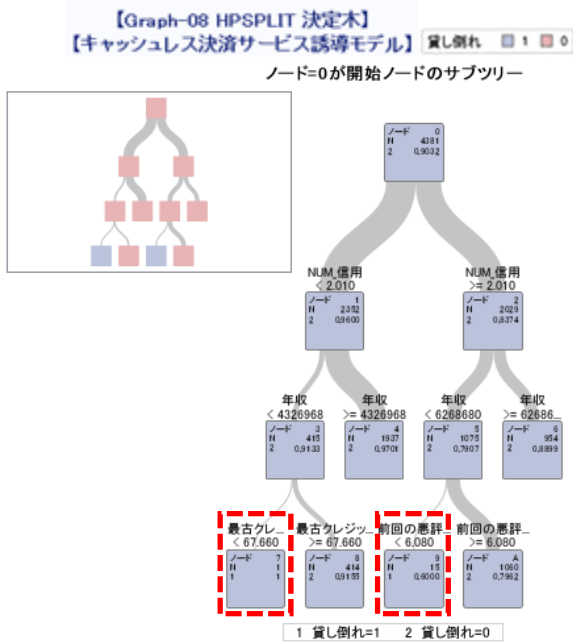 【Graph-08 HPSPLIT 決定木】
【キャッシュレス決済サービス誘導モデル】
貸し倒れ 1 0
ノード=0が開始ノードのサブツリー
ノード 0
N 4381
2 0.9032
NUM_信用 NUM_信用
< 2.010 >= 2.010
ノード 1 ノード 2
N 2352 N 2029
2 0.9600 2 0.8374
年収 年収 年収 年収
< 4326968 >= 4326968 < 6268680 >= 62686...
ノード 3 ノード 4 ノード 5 ノード 6
N 415 N 1937 N 1075 N 954
2 0.9133 2 0.9701 2 0.7907 2 0.8899
最古クレ... 最古クレジッ... 前回の悪評... 前回の悪評...
< 67.660 >= 67.660 < 6.080 >= 6.080
ノード 7 ノード 8 ノード 9 ノード A
N 1 N 414 N 15 N 1060
1 1 2 0.9155 1 0.6000 2 0.7962
1 貸し倒れ=1 2 貸し倒れ=0